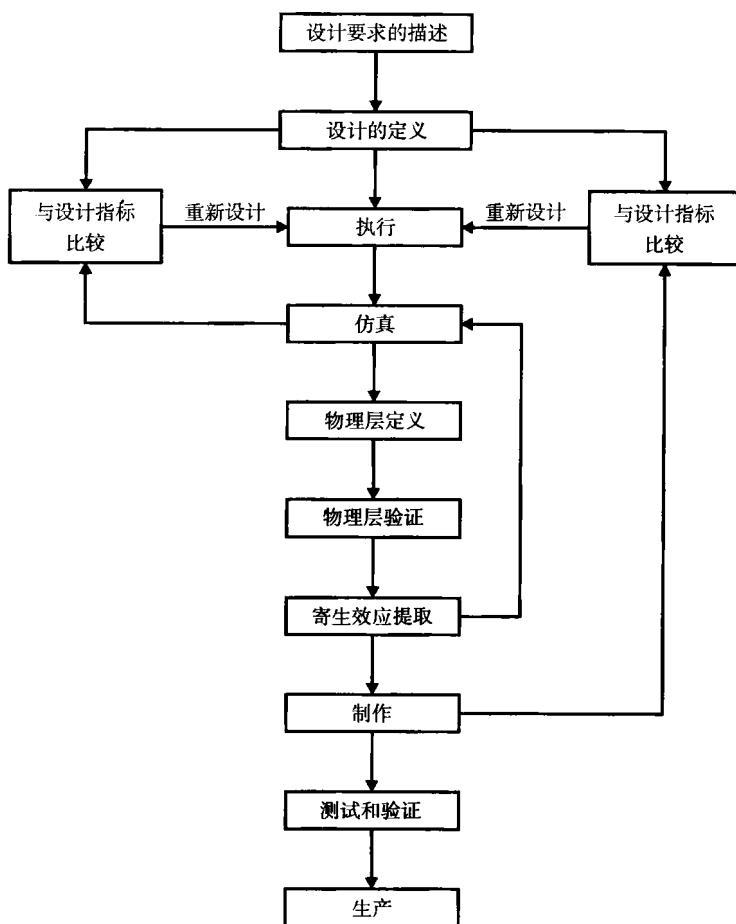 设计要求的描述
设计的定义
与设计指标
比较
重新设计
执行
重新设计
与设计指标
比较
仿真
物理层定义
物理层验证
寄生效应提取
制作
测试和验证
生产